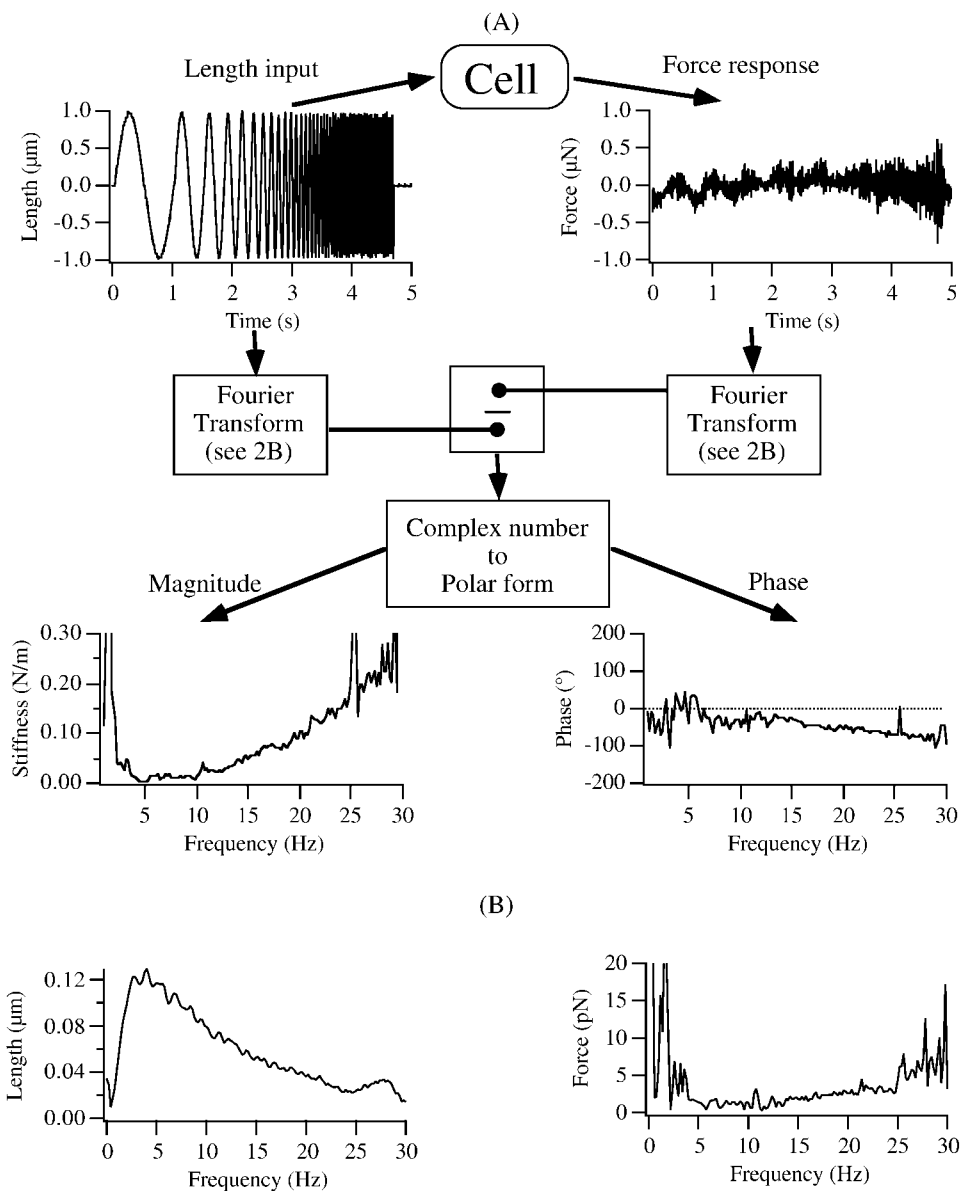 (A)
Length input
Cell
Force response
Length (μm)
1.0
0.5
0.0
-0.5
-1.0
0 1 2 3 4 5
Time (s)
Force (μN)
1.0
0.5
0.0
-0.5
-1.0
0 1 2 3 4 5
Time (s)
Fourier
Transform
(see 2B)
Fourier
Transform
(see 2B)
Complex number
to
Polar form
Magnitude
Phase
Stiffness (N/m)
0.30
0.20
0.10
0.00
5 10 15 20 25 30
Frequency (Hz)
Phase (°)
200
100
0
-100
-200
5 10 15 20 25 30
Frequency (Hz)
(B)
Length (μm)
0.12
0.08
0.04
0.00
0 5 10 15 20 25 30
Frequency (Hz)
Force (pN)
20
15
10
5
0
0 5 10 15 20 25 30
Frequency (Hz)